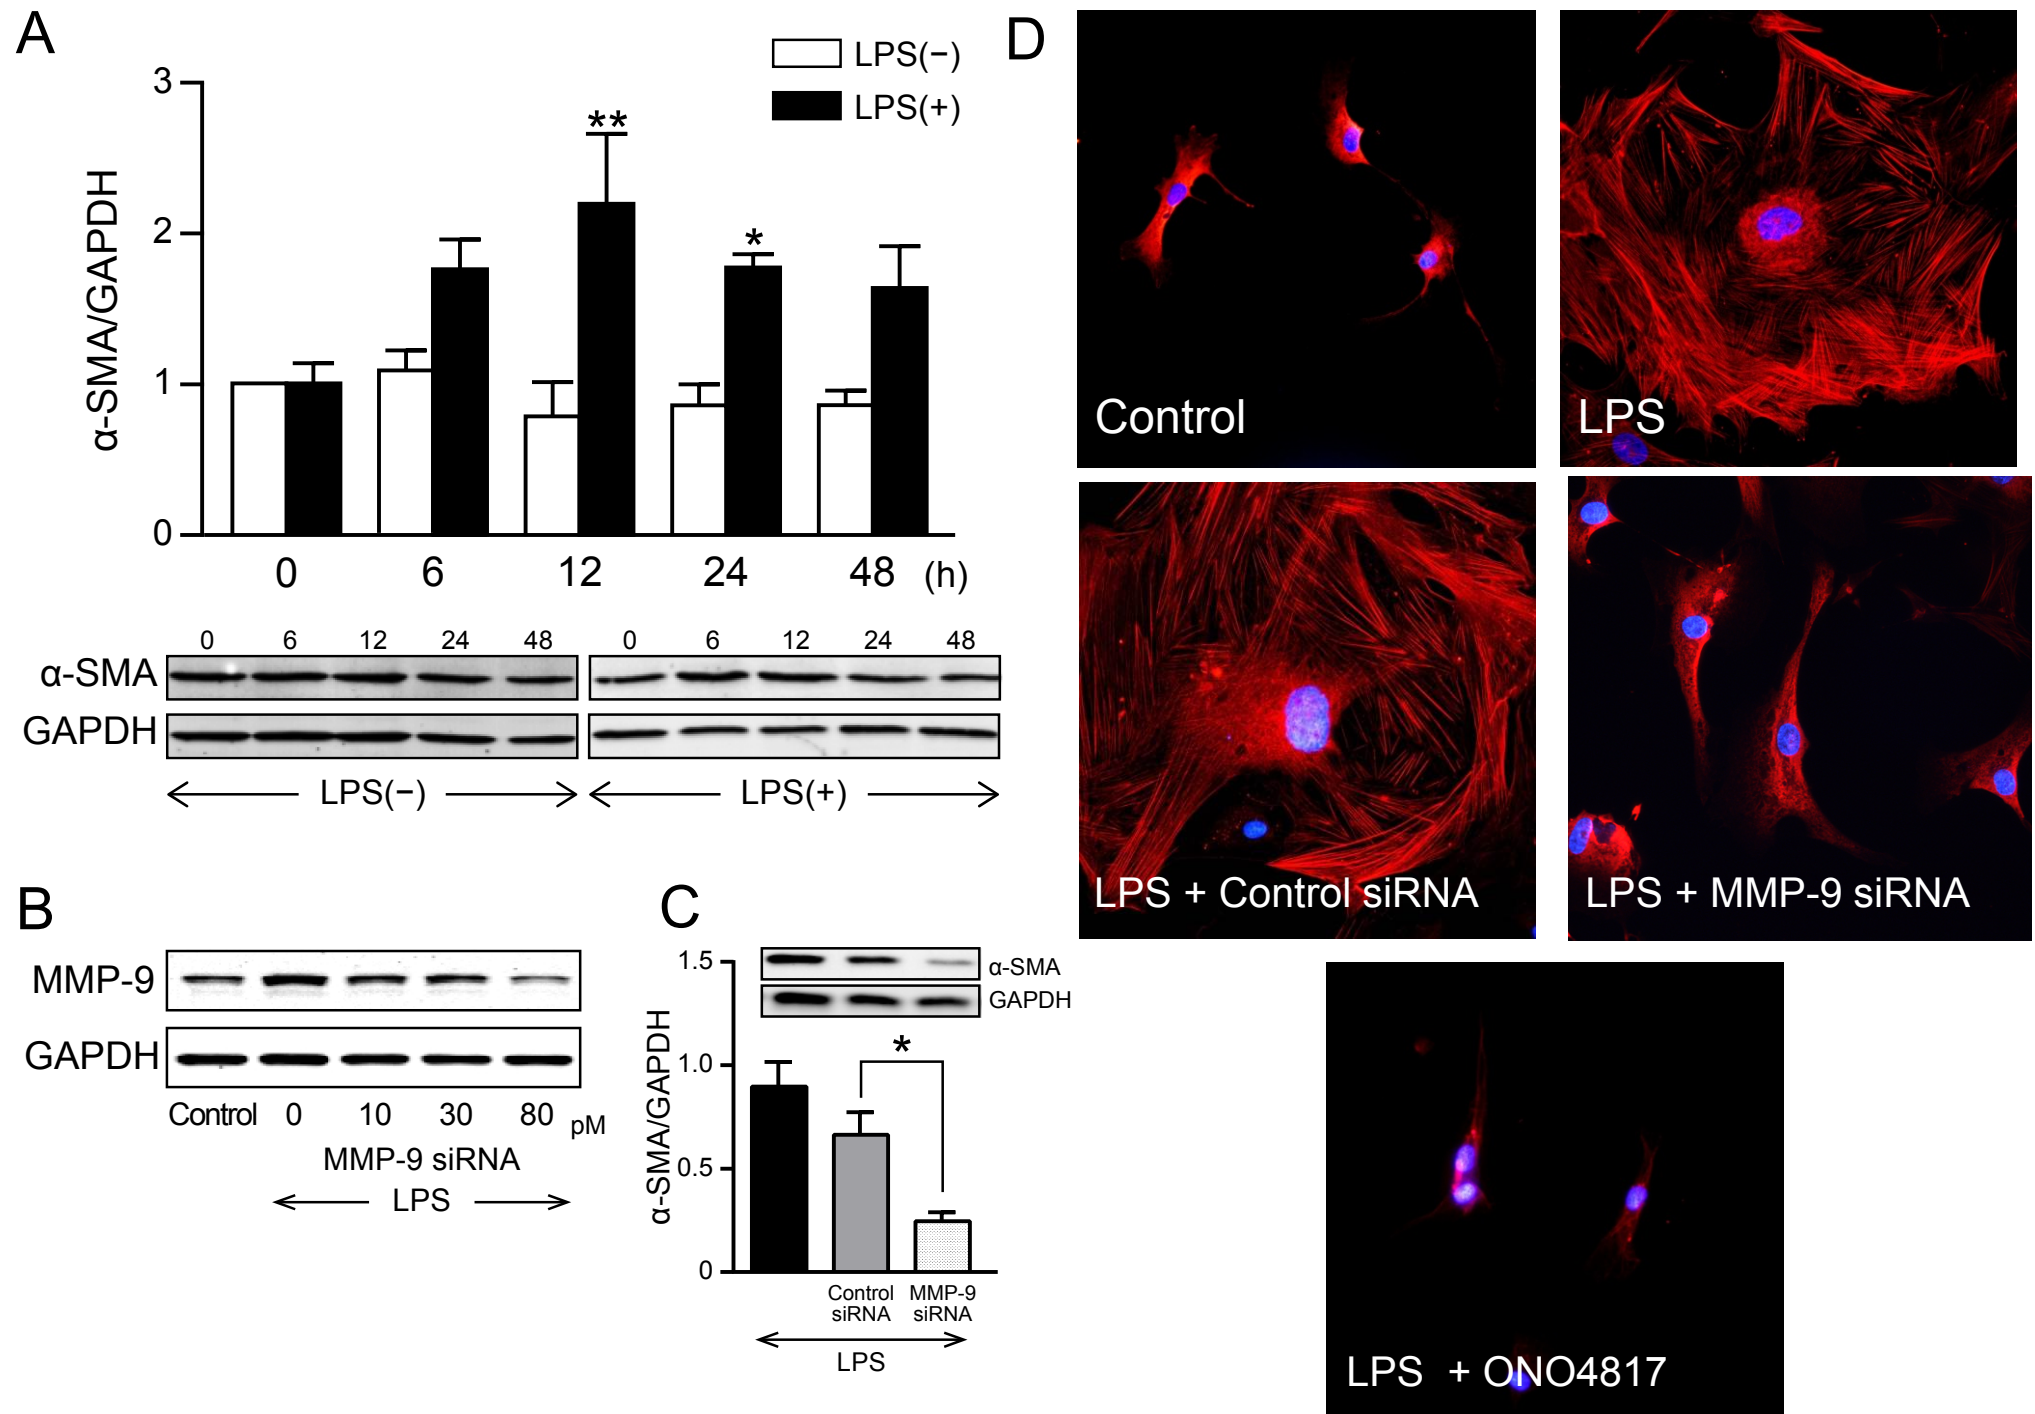 A
LPS(−)
LPS(+)
3
2
1
0
α-SMA/GAPDH
**
*
0 6 12 24 48 (h)
0 6 12 24 48 0 6 12 24 48
α-SMA
GAPDH
LPS(−) LPS(+)
B
MMP-9
GAPDH
Control 0 10 30 80 pM
MMP-9 siRNA
LPS
C
1.5
1.0
0.5
0
α-SMA/GAPDH
α-SMA
GAPDH
*
Control siRNA
MMP-9 siRNA
LPS
D
Control
LPS
LPS + Control siRNA
LPS + MMP-9 siRNA
LPS + ONO4817